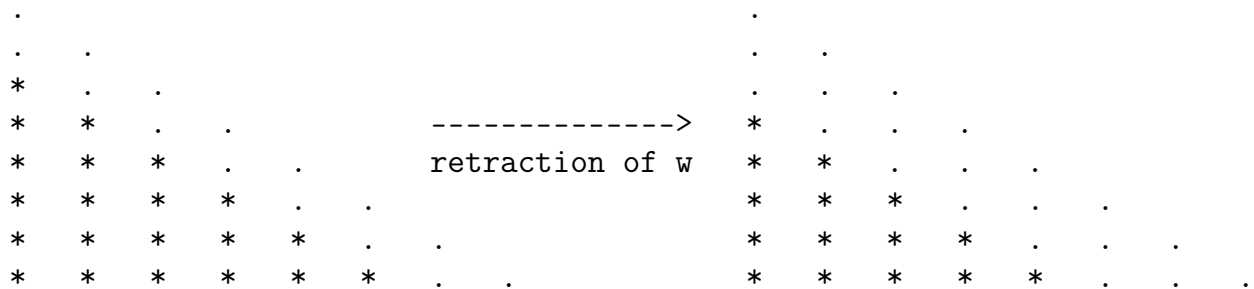 .                                                   .
.    .                                              .    .
*    .    .                                         .    .    .
*    *    .    .              -------------->       *    .    .    .
*    *    *    .    .         retraction of w       *    *    .    .    .
*    *    *    *    .    .                          *    *    *    .    .    .
*    *    *    *    *    .    .                     *    *    *    *    .    .    .
*    *    *    *    *    *    .    .                *    *    *    *    *    .    .    .